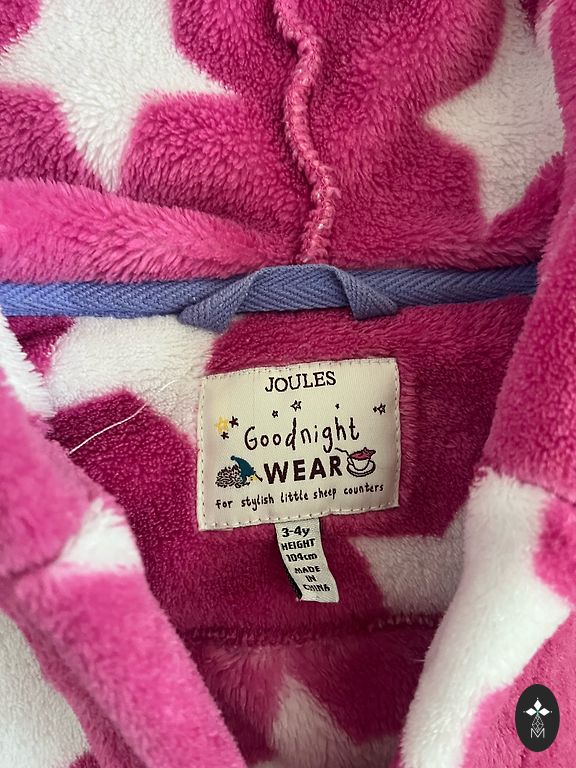 JOULES
Goodnight
WEAR
for stylish little sheep counters
3-4y
HEIGHT
104cm
MADE
IN
CHINA